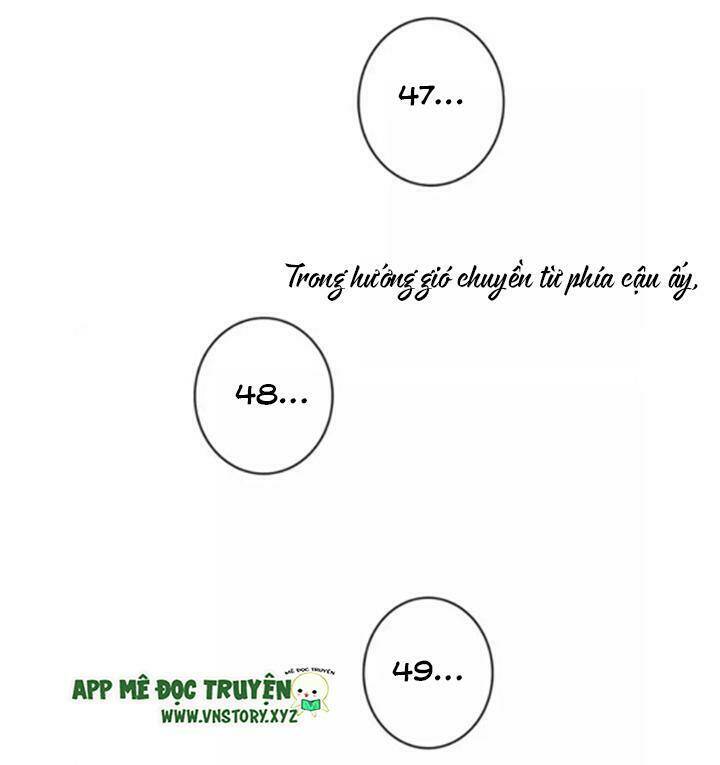 47...
Trong hướng gió chuyền từ phía cậu ấy,
48...
49...
MÊ ĐỌC TRUYỆN
APP MÊ ĐỌC TRUYỆN
WWW.VNSTORY.XYZ